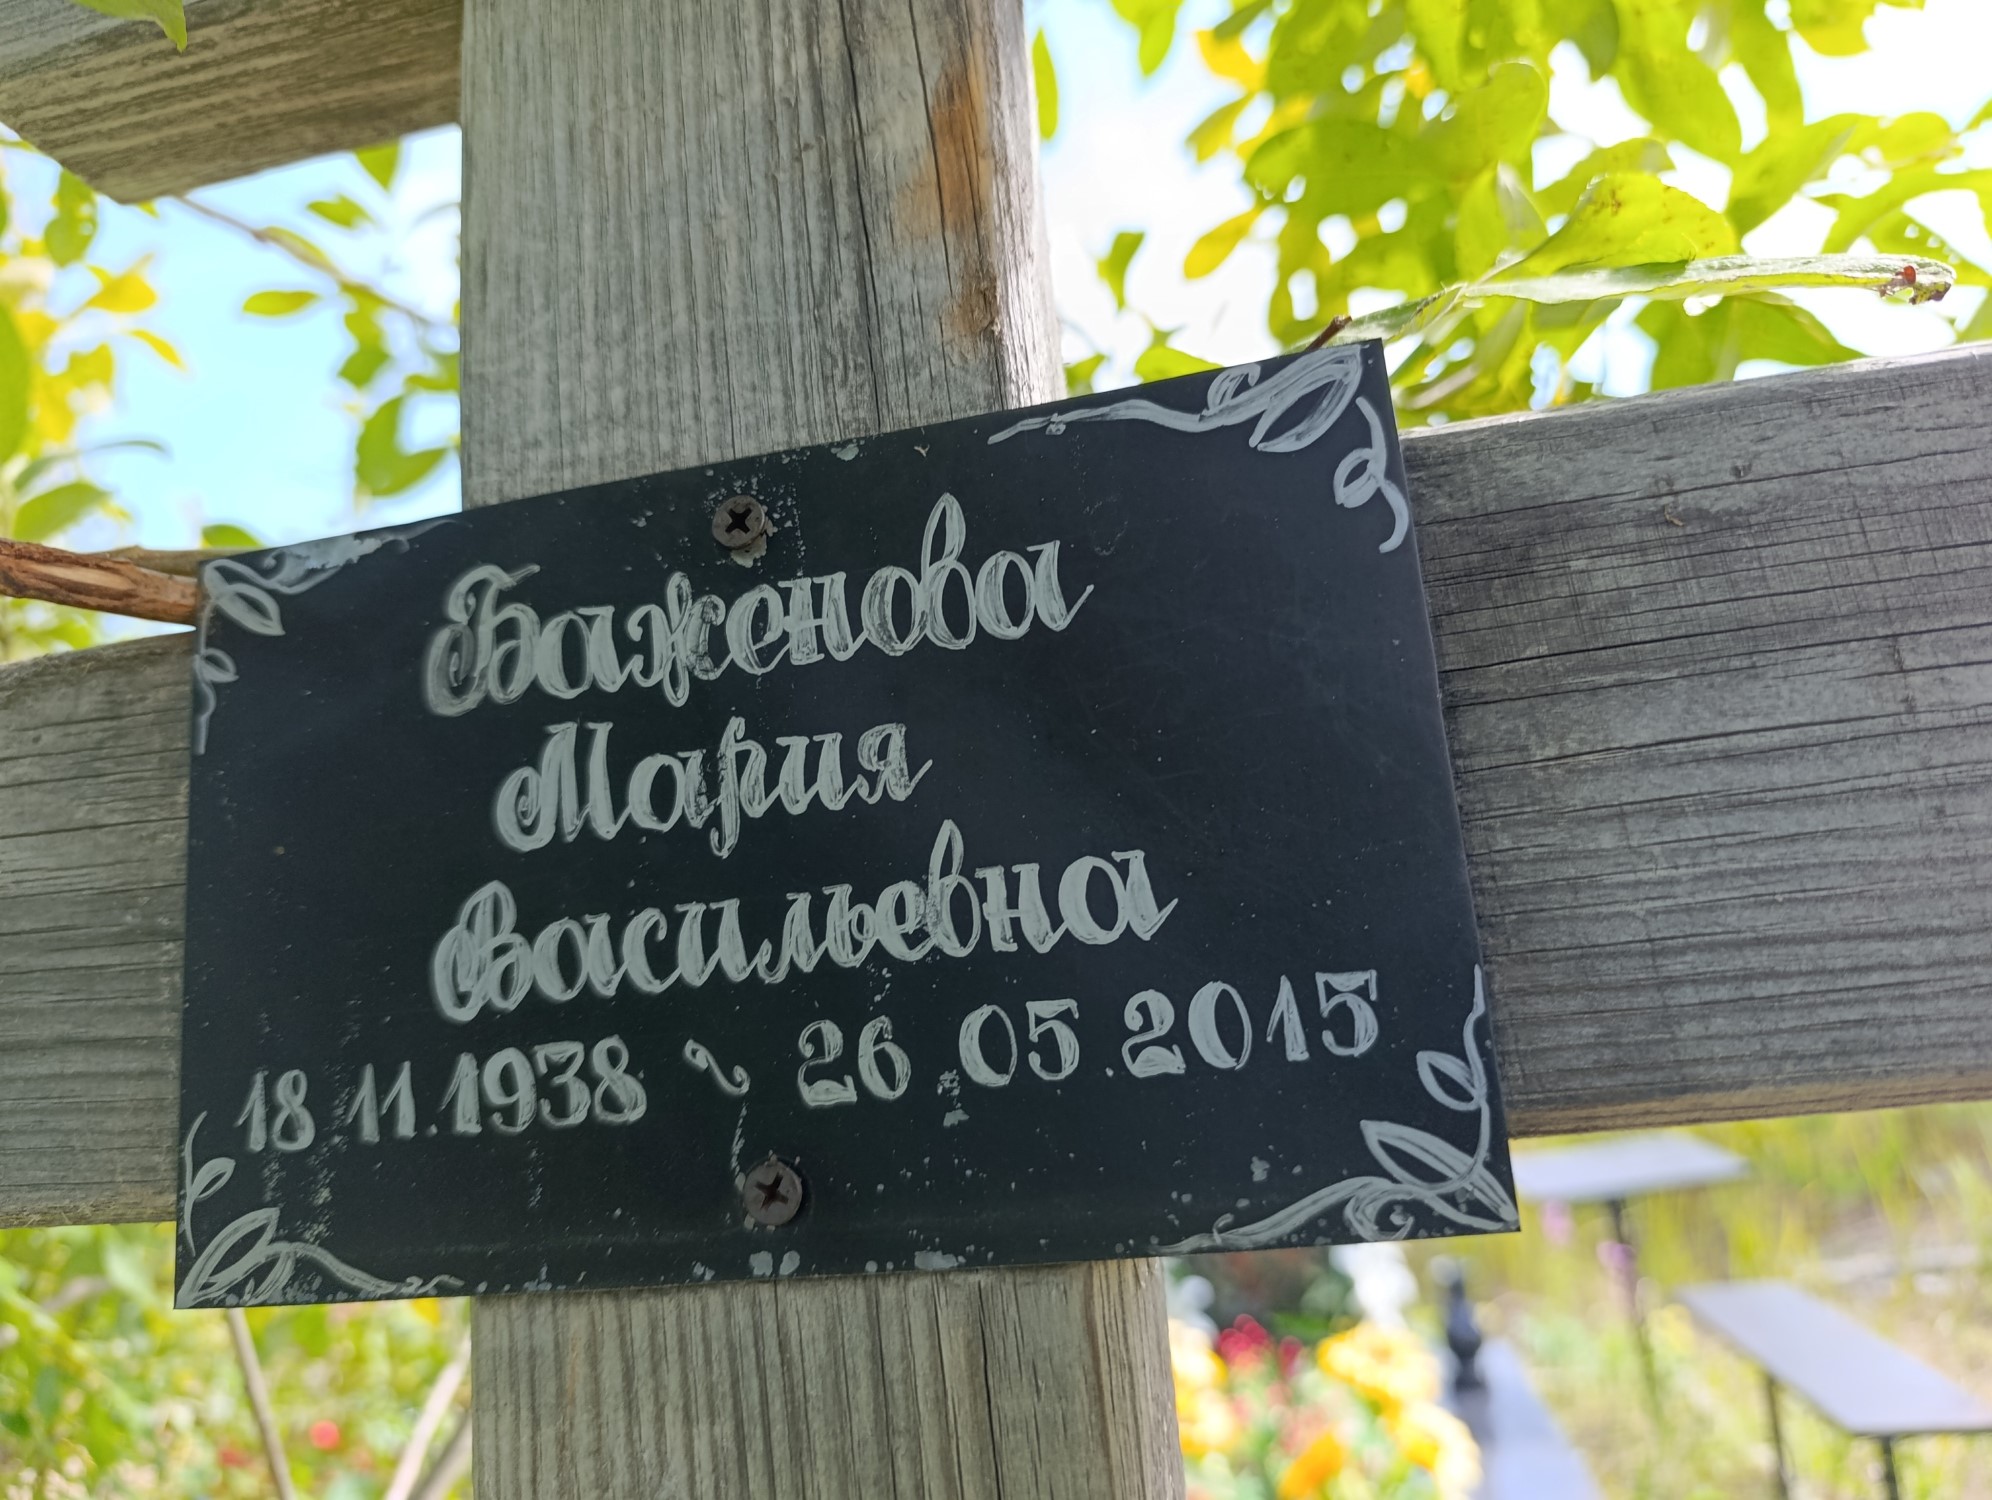 Баженова
Мария
Васильевна
18.11.1938 ~ 26.05.2015